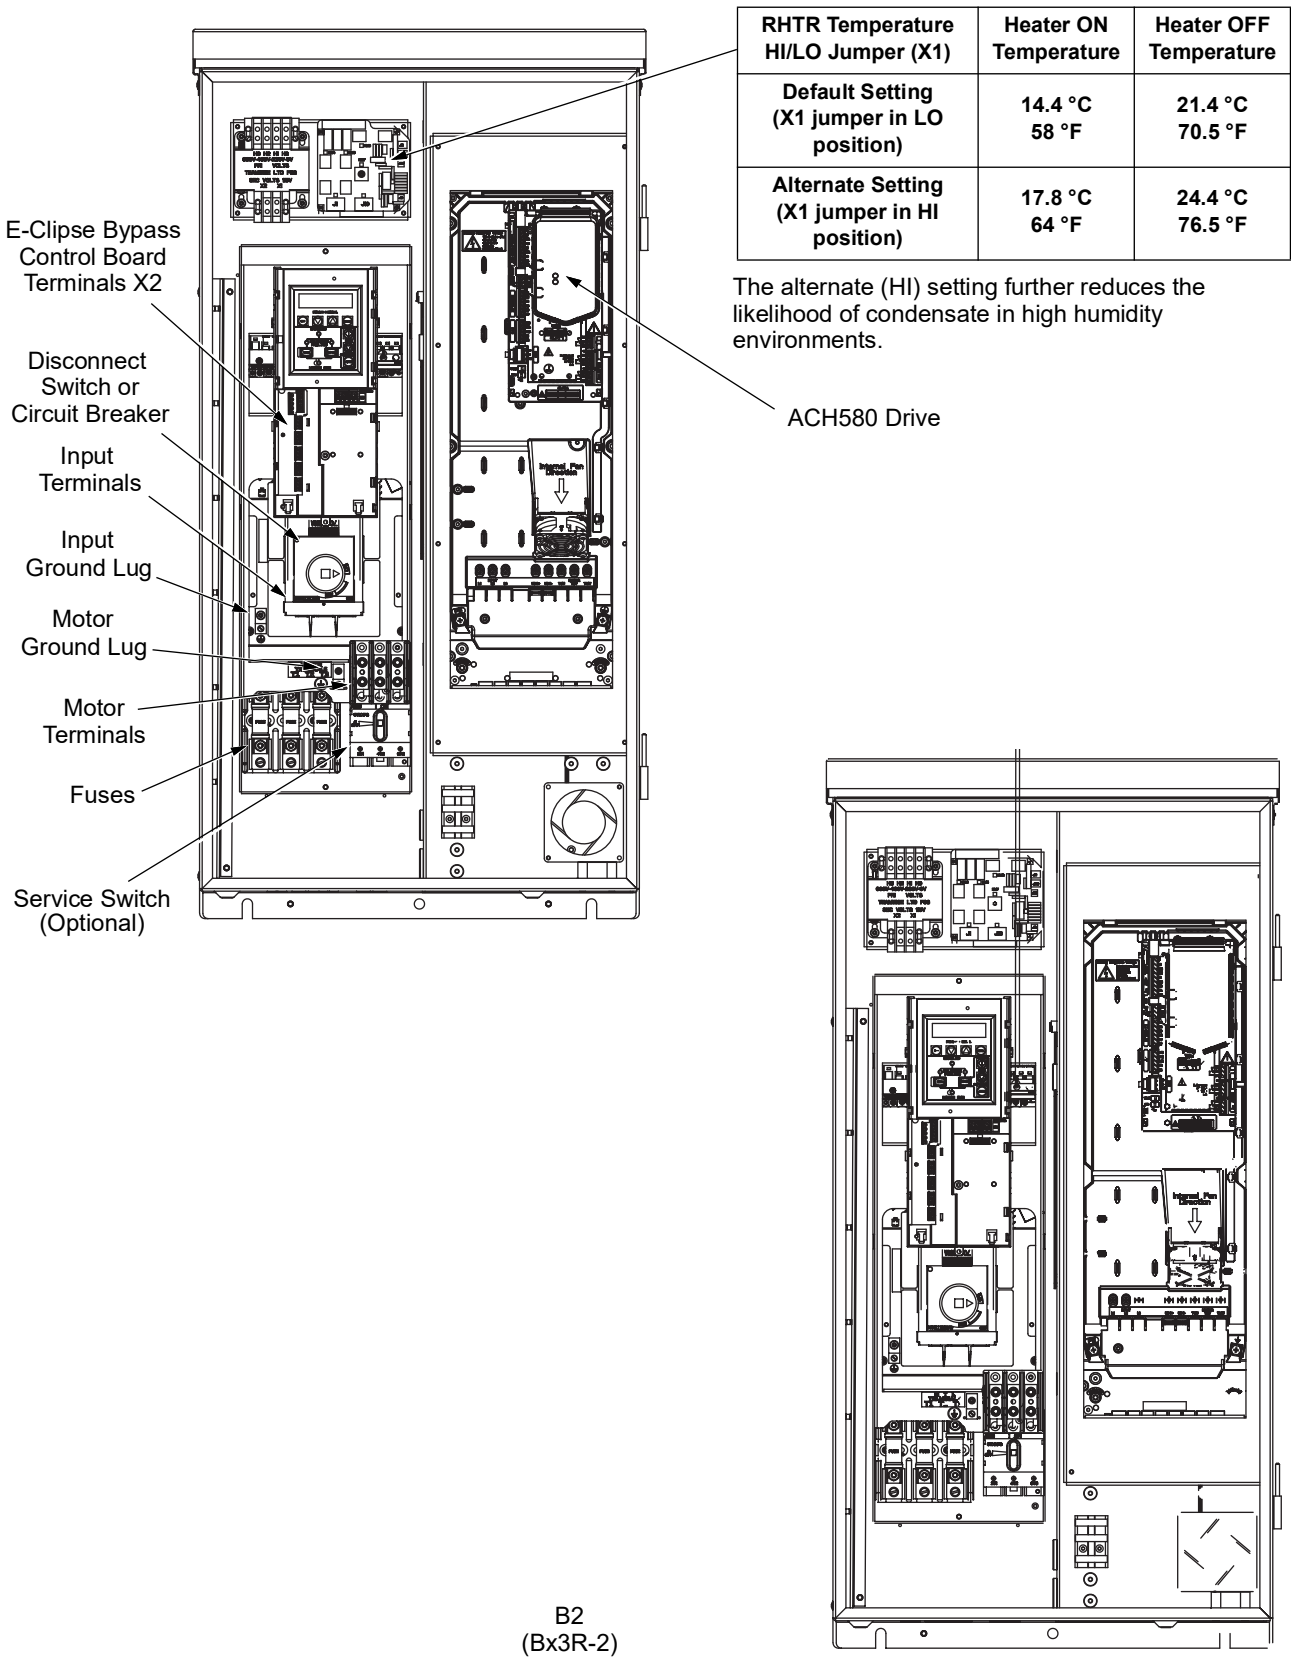 RHTR Temperature
HI/LO Jumper (X1)
Heater ON
Temperature
Heater OFF
Temperature
Default Setting
(X1 jumper in LO
position)
14.4 °C
58 °F
21.4 °C
70.5 °F
Alternate Setting
(X1 jumper in HI
position)
17.8 °C
64 °F
24.4 °C
76.5 °F
The alternate (HI) setting further reduces the
likelihood of condensate in high humidity
environments.
E-Clipse Bypass
Control Board
Terminals X2
Disconnect
Switch or
Circuit Breaker
Input
Terminals
Input
Ground Lug
Motor
Ground Lug
Motor
Terminals
Fuses
Service Switch
(Optional)
ACH580 Drive
Internal Fan
Direction
Internal Fan
Direction
B2
(Bx3R-2)